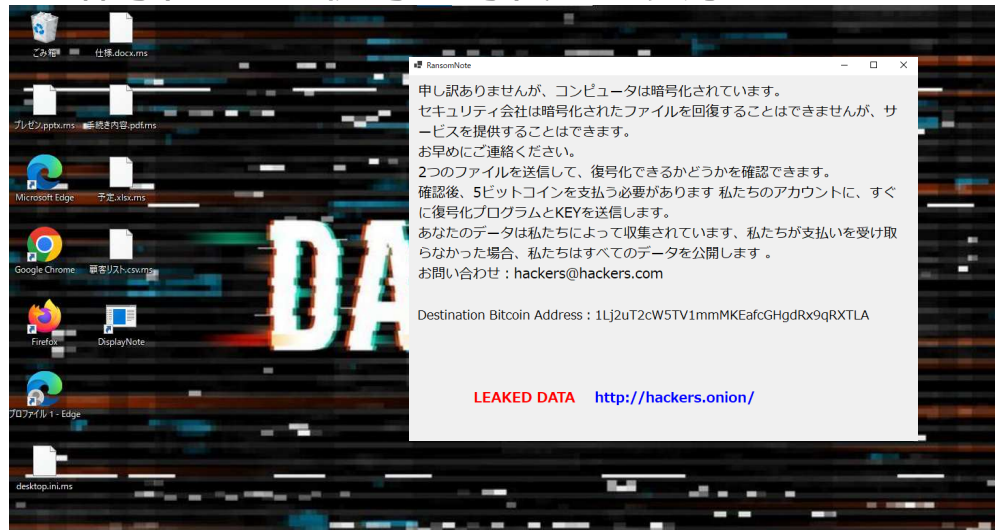 ごみ箱
仕様.docx.ms
プレゼン.pptx.ms
手続き内容.pdf.ms
Microsoft Edge
予定.xlsx.ms
Google Chrome
顧客リスト.csv.ms
Firefox
DisplayNote
プロファイル 1 - Edge
desktop.ini.ms
DA
RansomNote
申し訳ありませんが、コンピュータは暗号化されています。
セキュリティ会社は暗号化されたファイルを回復することはできませんが、サ
ービスを提供することはできます。
お早めにご連絡ください。
2つのファイルを送信して、復号化できるかどうかを確認できます。
確認後、5ビットコインを支払う必要があります 私たちのアカウントに、すぐ
に復号化プログラムとKEYを送信します。
あなたのデータは私たちによって収集されています、私たちが支払いを受け取
らなかった場合、私たちはすべてのデータを公開します 。
お問い合わせ：hackers@hackers.com
Destination Bitcoin Address : 1Lj2uT2cW5TV1mmMKEafcGHgdRx9qRXTLA
LEAKED DATA http://hackers.onion/